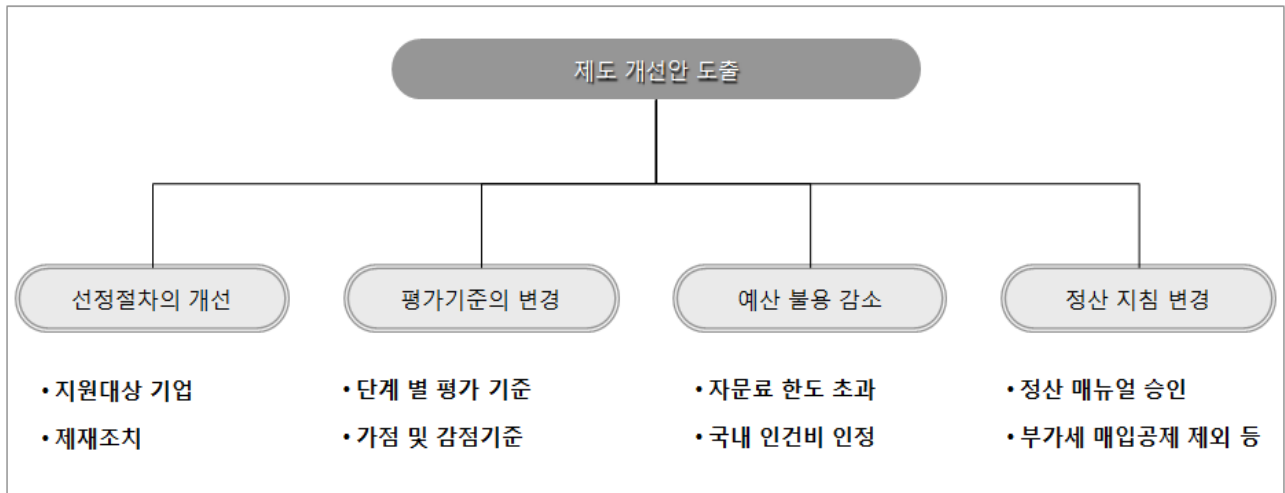 제도 개선안 도출
선정절차의 개선
• 지원대상 기업
• 제재조치
평가기준의 변경
• 단계 별 평가 기준
• 가점 및 감점기준
예산 불용 감소
• 자문료 한도 초과
• 국내 인건비 인정
정산 지침 변경
• 정산 매뉴얼 승인
• 부가세 매입공제 제외 등